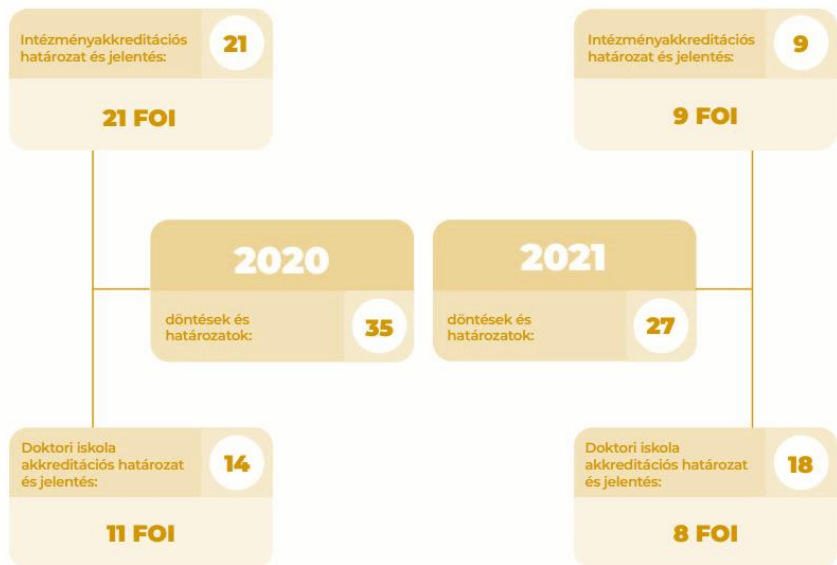 Intézményakkreditációs
határozat és jelentés:
21
21 FOI
Intézményakkreditációs
határozat és jelentés:
9
9 FOI
2020
döntések és
határozatok:
35
2021
döntések és
határozatok:
27
Doktori iskola
akkreditációs határozat
és jelentés:
14
11 FOI
Doktori iskola
akkreditációs határozat
és jelentés:
18
8 FOI